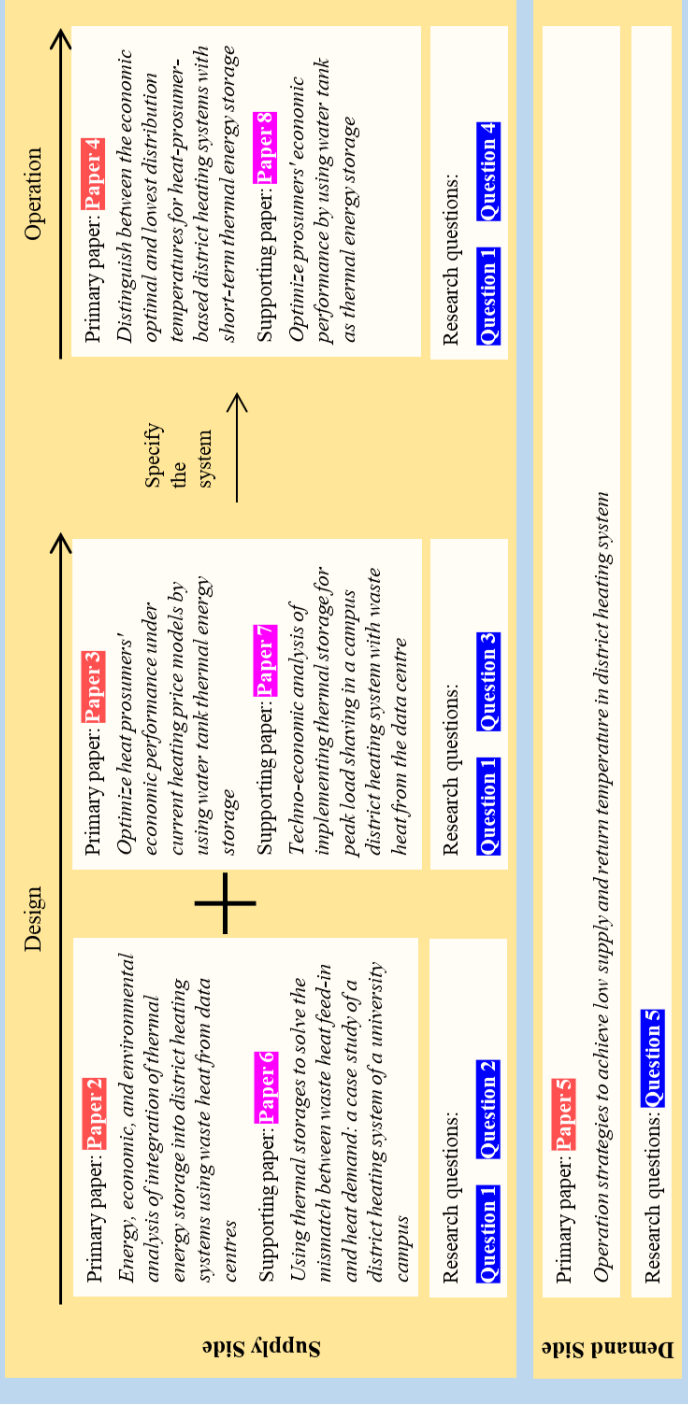 Design
Operation
Supply Side
Primary paper: Paper 2
Energy, economic, and environmental
analysis of integration of thermal
energy storage into district heating
systems using waste heat from data
centres
Supporting paper: Paper 6
Using thermal storages to solve the
mismatch between waste heat feed-in
and heat demand: a case study of a
district heating system of a university
campus
Research questions:
Question 1 Question 2
Primary paper: Paper 3
Optimize heat prosumers'
economic performance under
current heating price models by
using water tank thermal energy
storage
Supporting paper: Paper 7
Techno-economic analysis of
implementing thermal storage for
peak load shaving in a campus
district heating system with waste
heat from the data centre
Research questions:
Question 1 Question 3
Specify
the
system
Primary paper: Paper 4
Distinguish between the economic
optimal and lowest distribution
temperatures for heat-prosumer-
based district heating systems with
short-term thermal energy storage
Supporting paper: Paper 8
Optimize prosumers' economic
performance by using water tank
as thermal energy storage
Research questions:
Question 1 Question 4
Demand Side
Primary paper: Paper 5
Operation strategies to achieve low supply and return temperature in district heating system
Research questions: Question 5